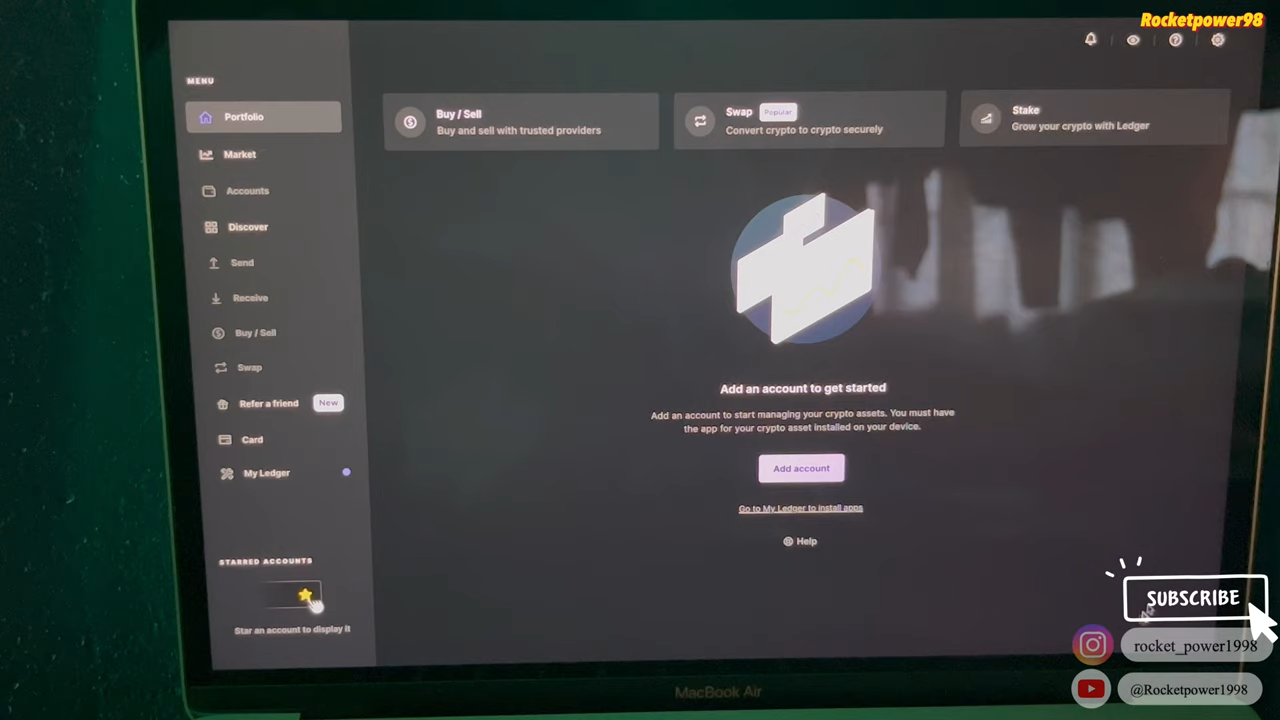 Rocketpower98
MENU
Portfolio
Market
Accounts
Discover
Send
Receive
Buy / Sell
Swap
Refer a friend New
Card
My Ledger
STARRED ACCOUNTS
Star an account to display it
Buy / Sell
Buy and sell with trusted providers
Swap Popular
Convert crypto to crypto securely
Stake
Grow your crypto with Ledger
Add an account to get started
Add an account to start managing your crypto assets. You must have
the app for your crypto asset installed on your device.
Add account
Go to My Ledger to install apps
Help
SUBSCRIBE
rocket_power1998
@Rocketpower1998
MacBook Air